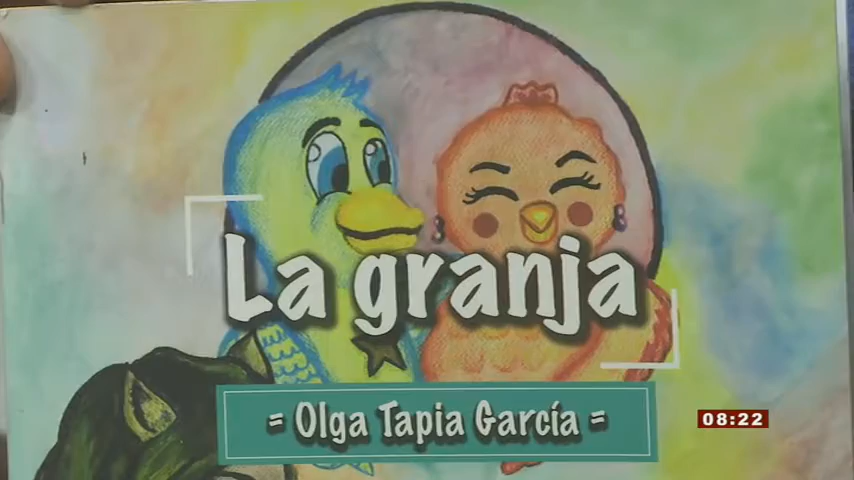 La granja
= Olga Tapia García =
08:22